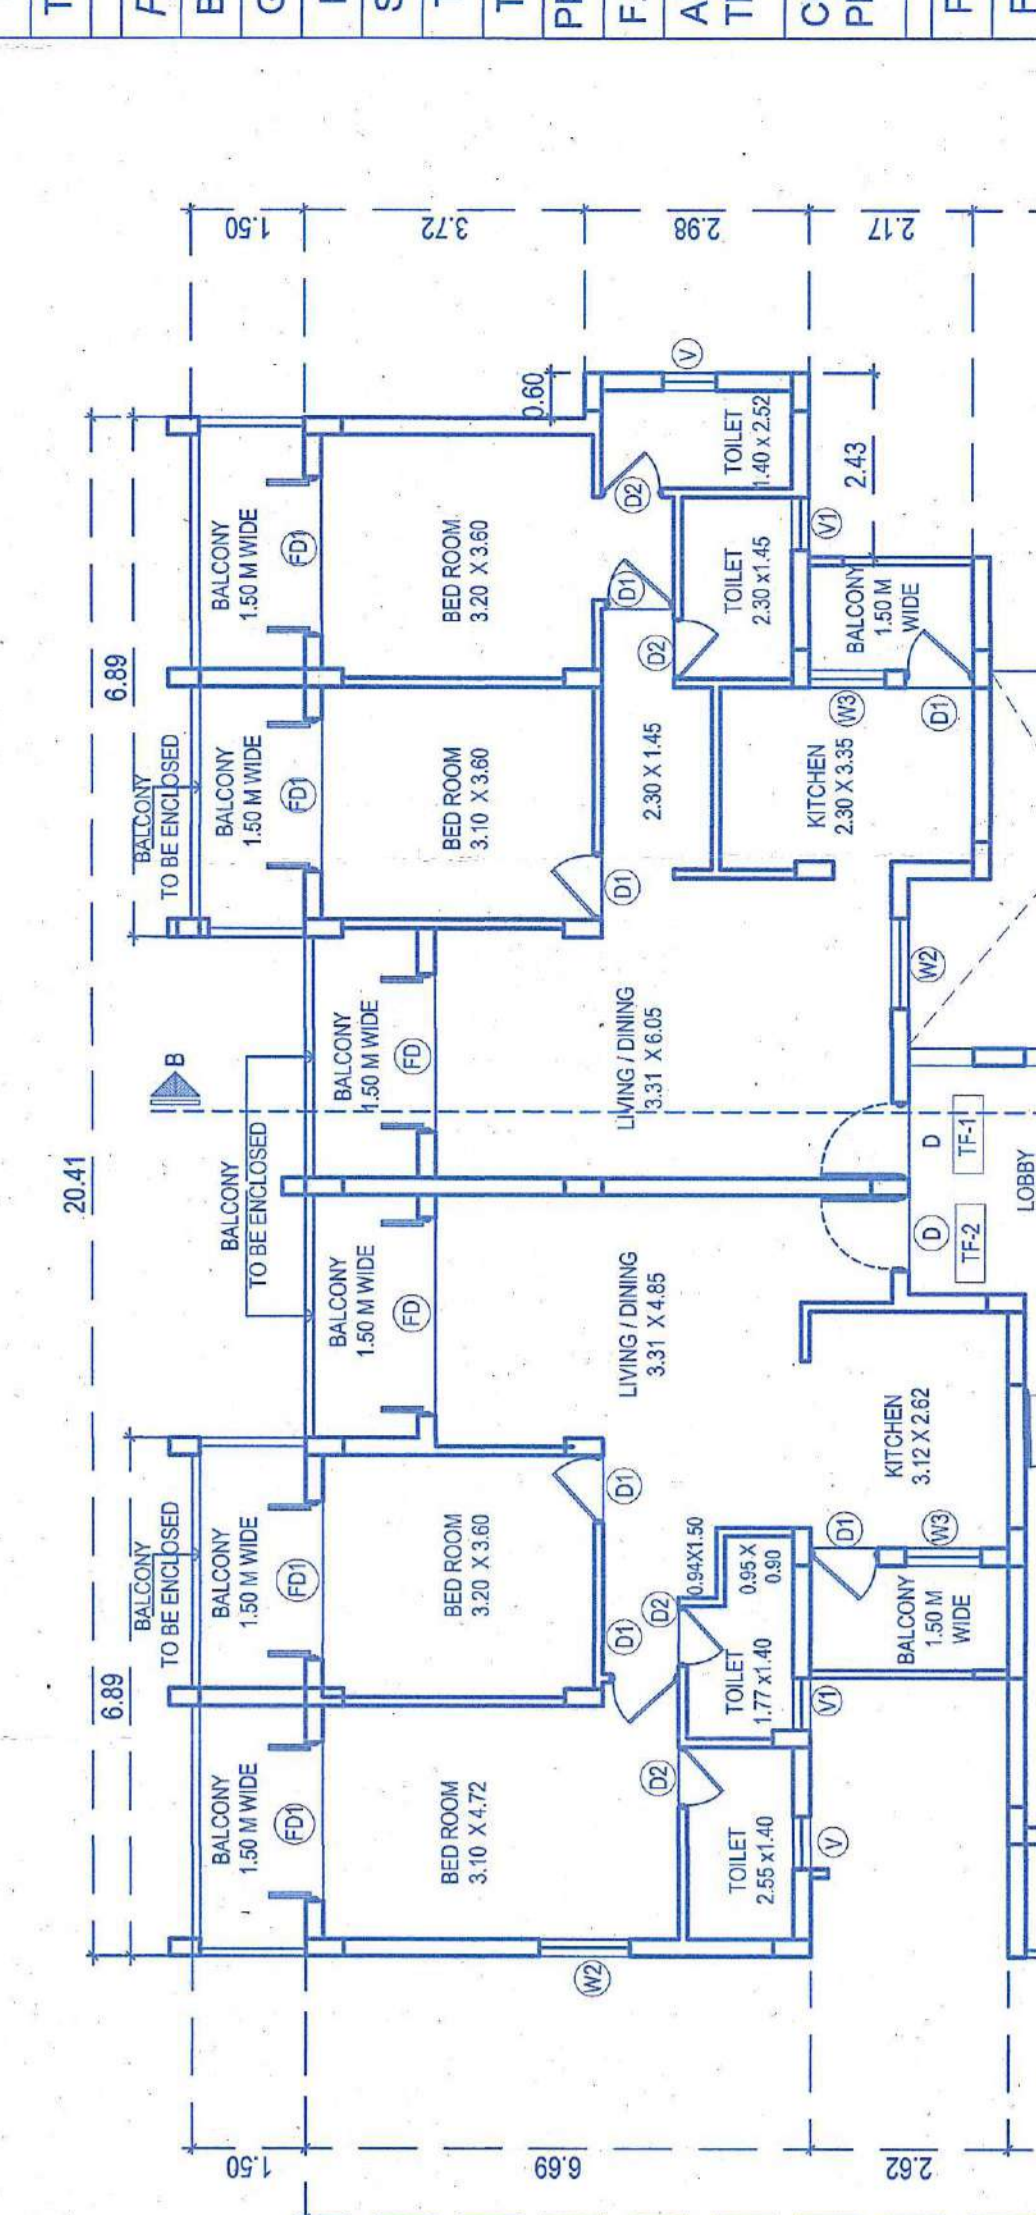 20.41
6.89
6.89
BALCONY
TO BE ENCLOSED
BALCONY
TO BE ENCLOSED
BALCONY
TO BE ENCLOSED
B
1.50
BALCONY
1.50 M WIDE
FD1
BALCONY
1.50 M WIDE
FD1
BALCONY
1.50 M WIDE
FD
BALCONY
1.50 M WIDE
FD
BALCONY
1.50 M WIDE
FD1
BALCONY
1.50 M WIDE
FD1
1.50
6.69
BED ROOM
3.10 X 4.72
BED ROOM
3.20 X 3.60
BED ROOM
3.10 X 3.60
BED ROOM
3.20 X 3.60
3.72
0.60
W2
D1
D1
D1
D1
D2
LIVING / DINING
3.31 X 4.85
LIVING / DINING
3.31 X 6.05
2.30 X 1.45
D2
D2
D2
V
2.98
0.94X1.50
0.95 X
0.90
TOILET
2.55 x1.40
TOILET
1.77 x1.40
TOILET
2.30 x1.45
TOILET
1.40 x 2.52
V
V1
D1
KITCHEN
2.30 X 3.35
W3
V1
2.43
2.17
2.62
BALCONY
1.50 M
WIDE
KITCHEN
3.12 X 2.62
BALCONY
1.50 M
WIDE
W3
D
D
W2
D1
TF-2
TF-1
LOBBY